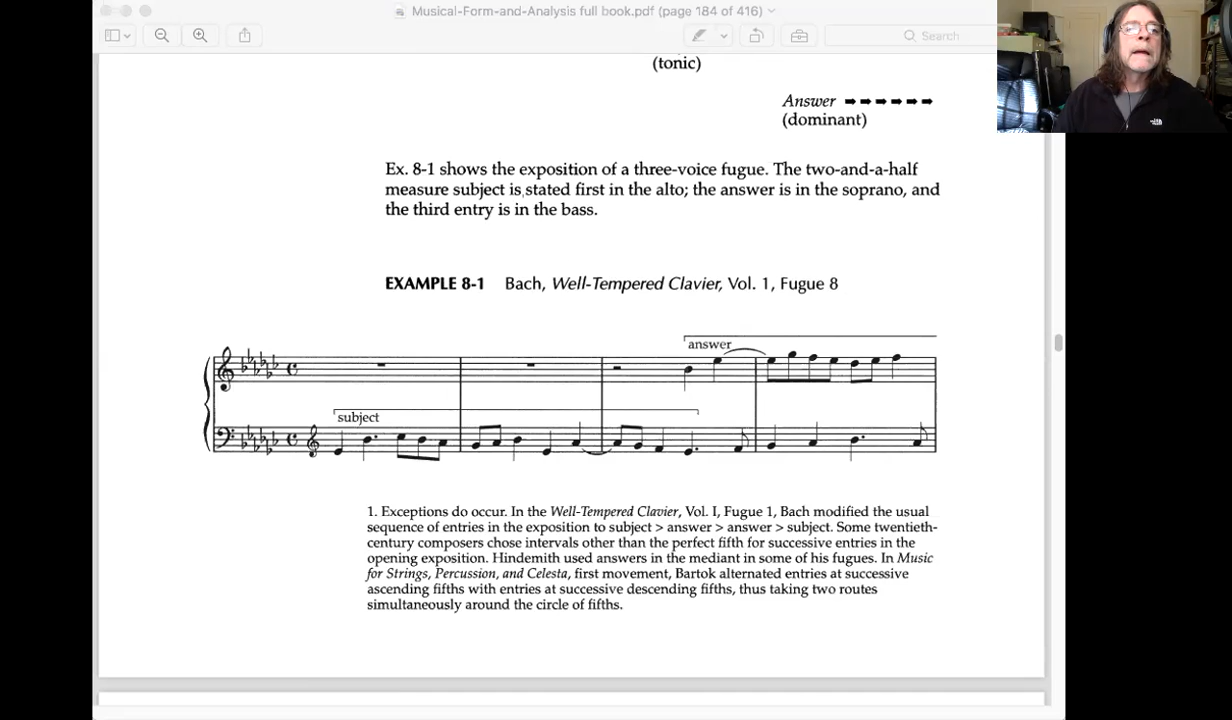 Musical-Form-and-Analysis full book.pdf (page 184 of 416)
Search
(tonic)
Answer
(dominant)
Ex. 8-1 shows the exposition of a three-voice fugue. The two-and-a-half
measure subject is stated first in the alto; the answer is in the soprano, and
the third entry is in the bass.
EXAMPLE 8-1 Bach, Well-Tempered Clavier, Vol. 1, Fugue 8
answer
subject
1. Exceptions do occur. In the Well-Tempered Clavier, Vol. I, Fugue 1, Bach modified the usual
sequence of entries in the exposition to subject > answer > answer > subject. Some twentieth-
century composers chose intervals other than the perfect fifth for successive entries in the
opening exposition. Hindemith used answers in the mediant in some of his fugues. In Music
for Strings, Percussion, and Celesta, first movement, Bartok alternated entries at successive
ascending fifths with entries at successive descending fifths, thus taking two routes
simultaneously around the circle of fifths.